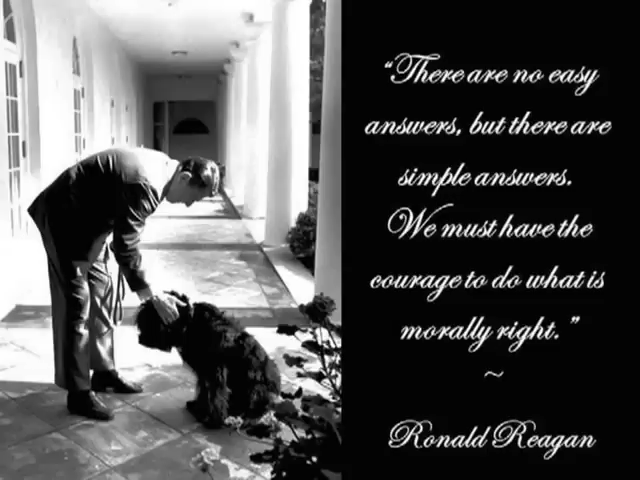 “There are no easy
answers, but there are
simple answers.
We must have the
courage to do what is
morally right.”
~
Ronald Reagan